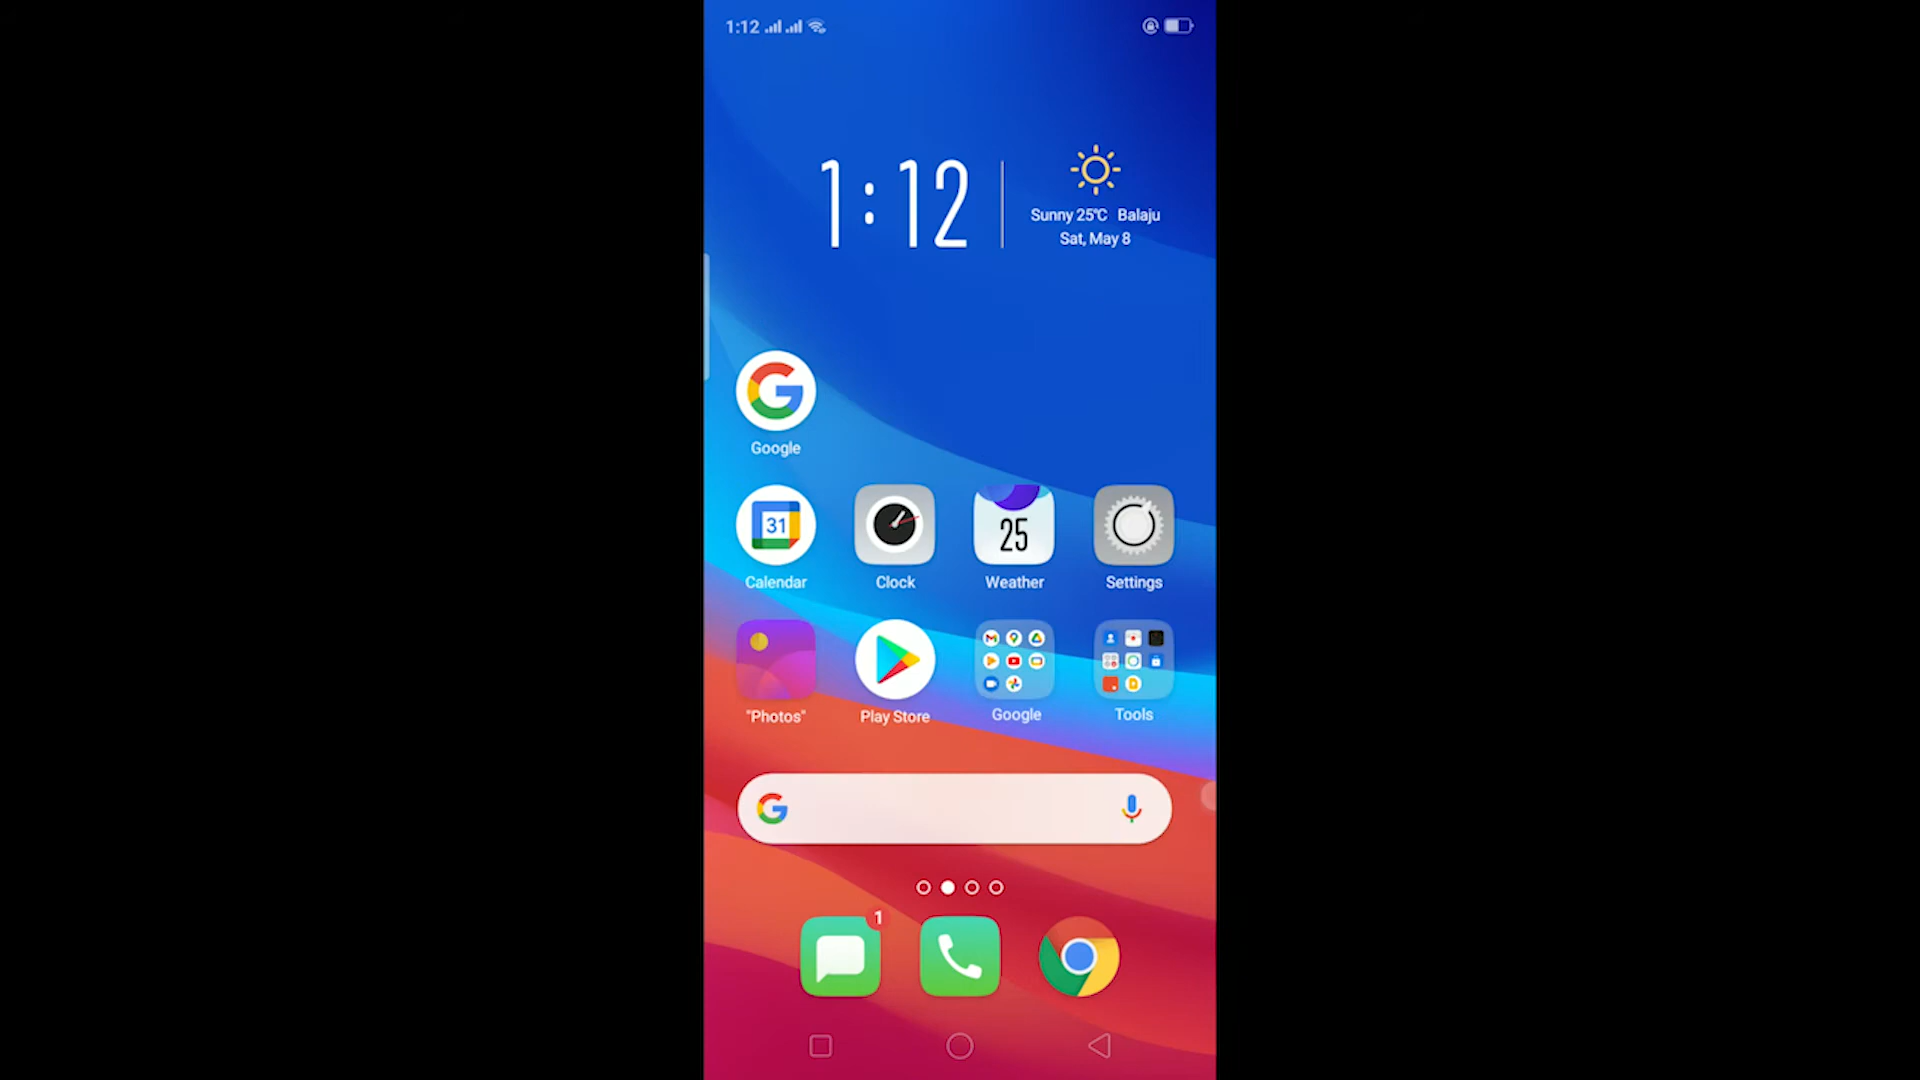 1:12
1:12
Sunny 25°C Balaju
Sat, May 8
Google
31
25
Calendar
Clock
Weather
Settings
"Photos"
Play Store
Google
Tools
1